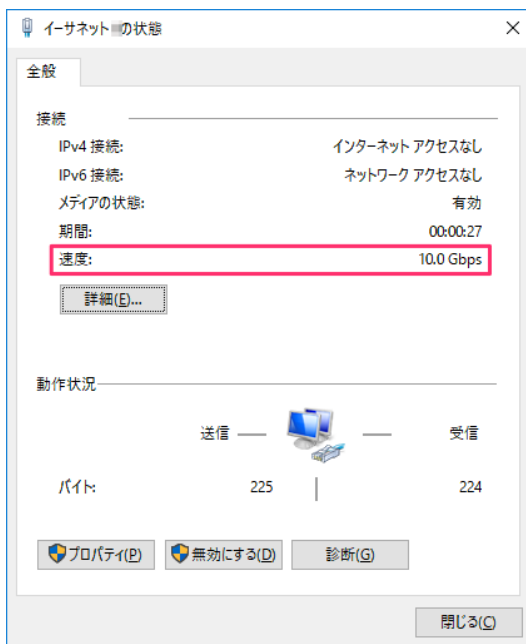 イーサネット の状態
全般
接続
IPv4 接続: インターネット アクセスなし
IPv6 接続: ネットワーク アクセスなし
メディアの状態: 有効
期間: 00:00:27
速度: 10.0 Gbps
詳細(E)...
動作状況
送信 受信
バイト: 225 224
プロパティ(P) 無効にする(D) 診断(G)
閉じる(C)